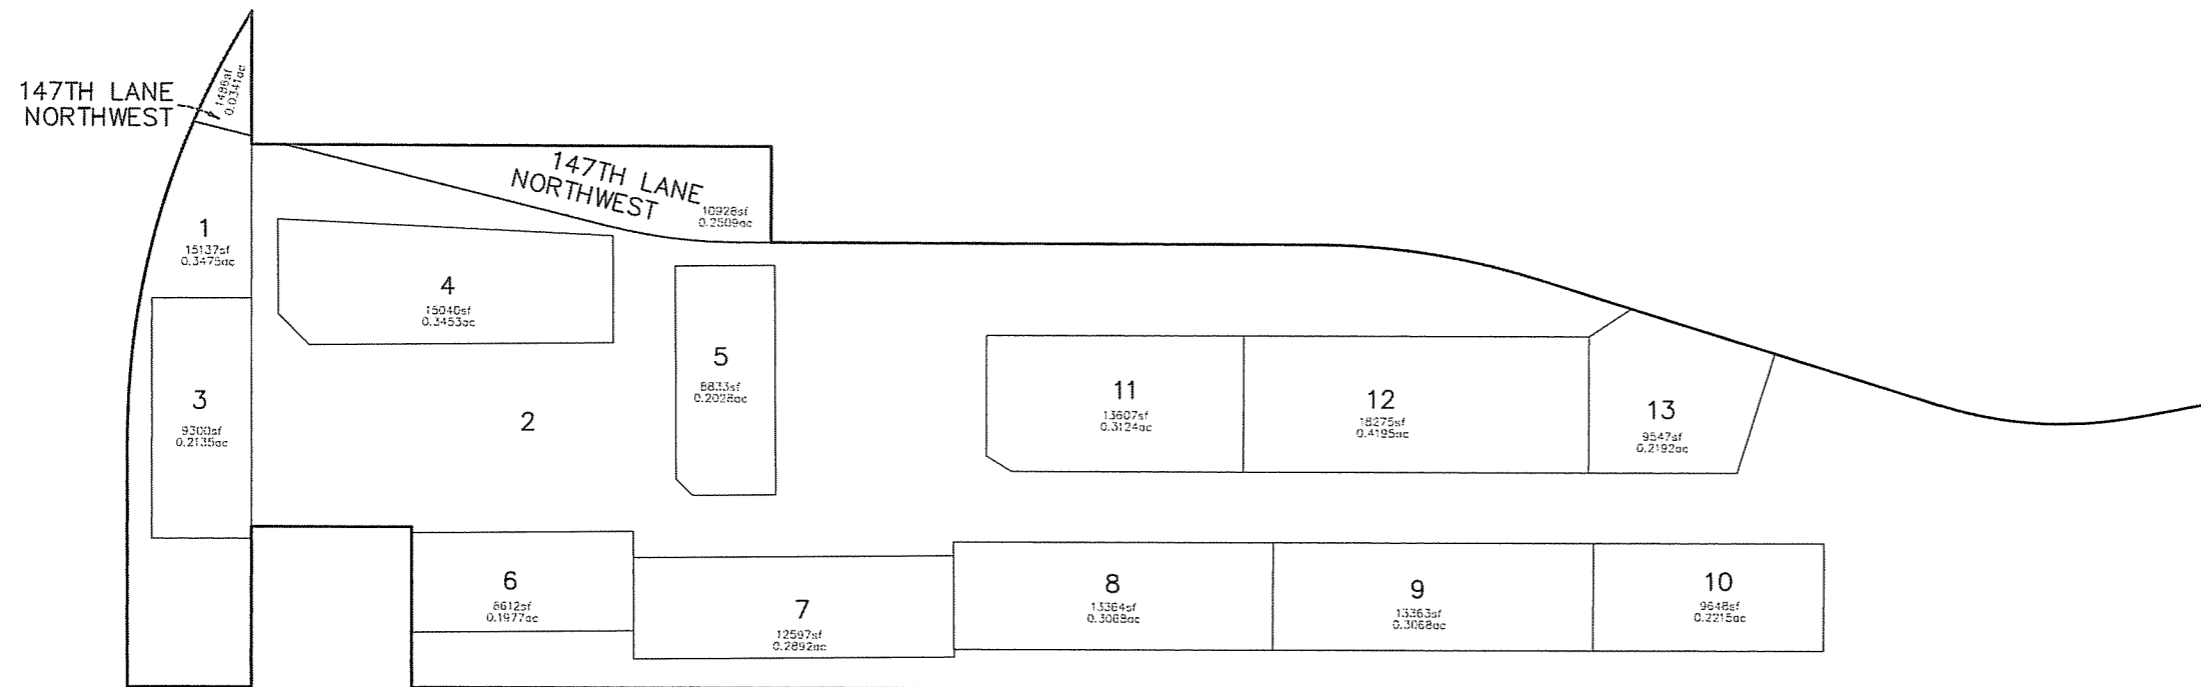 1486sf
0.0341ac
147TH LANE
NORTHWEST
147TH LANE
NORTHWEST
10928sf
0.2509ac
1
15137sf
0.3475ac
4
15040sf
0.3453ac
5
8833sf
0.2028ac
3
9300sf
0.2135ac
2
11
13607sf
0.3124ac
12
18275sf
0.4195ac
13
9547sf
0.2192ac
6
8612sf
0.1977ac
7
12597sf
0.2892ac
8
13364sf
0.3068ac
9
13363sf
0.3068ac
10
9648sf
0.2215ac